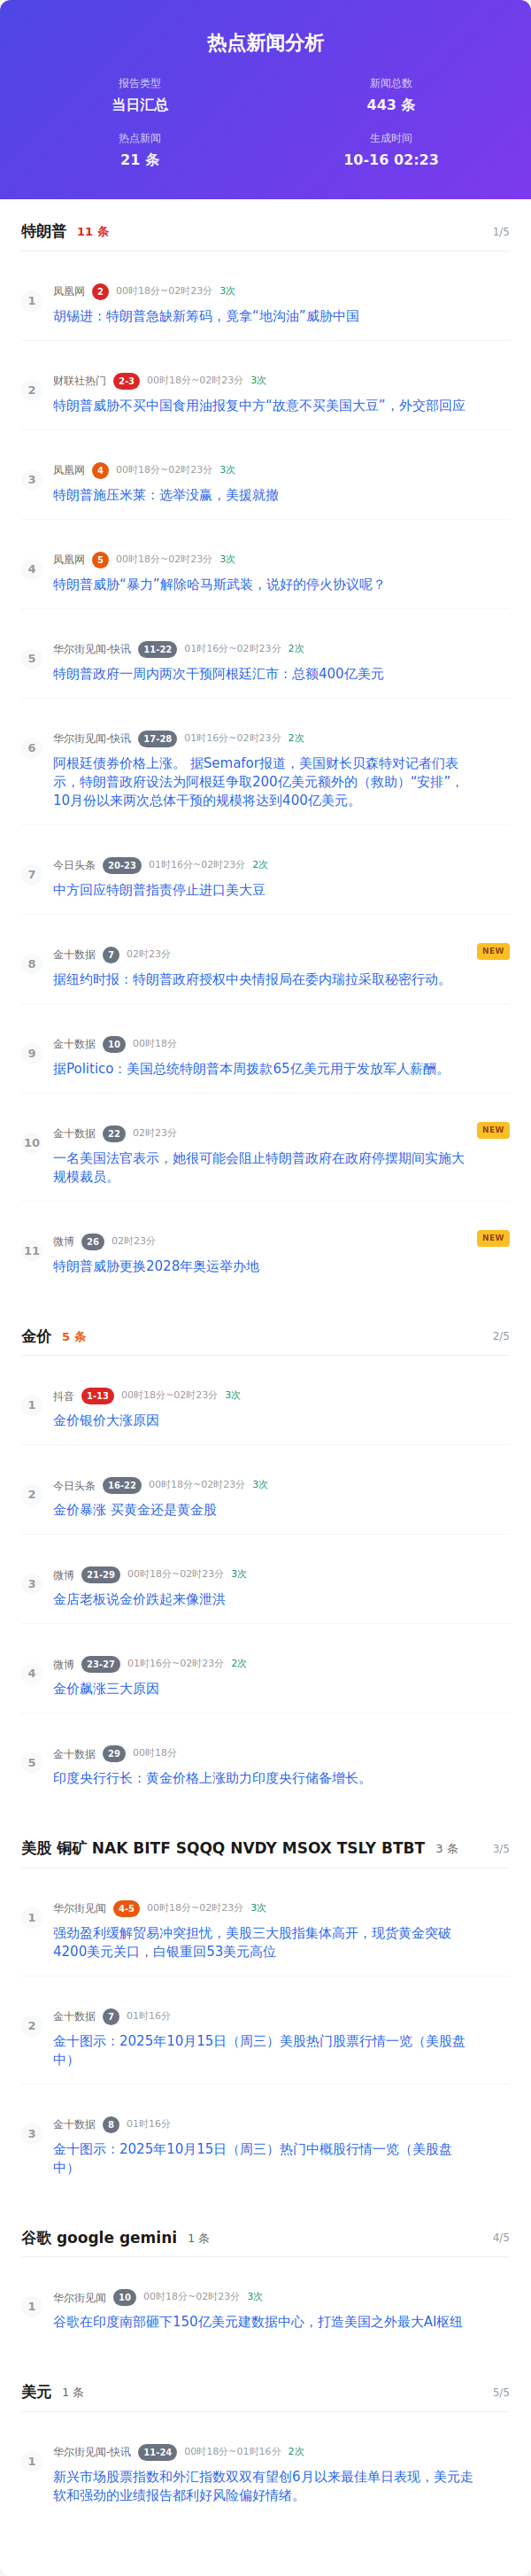 热点新闻分析
报告类型
当日汇总
新闻总数
443 条
热点新闻
21 条
生成时间
10-16 02:23
特朗普 11 条 1/5
1
凤凰网 2 00时18分~02时23分 3次
胡锡进：特朗普急缺新筹码，竟拿“地沟油”威胁中国
2
财联社热门 2-3 00时18分~02时23分 3次
特朗普威胁不买中国食用油报复中方“故意不买美国大豆”，外交部回应
3
凤凰网 4 00时18分~02时23分 3次
特朗普施压米莱：选举没赢，美援就撤
4
凤凰网 5 00时18分~02时23分 3次
特朗普威胁“暴力”解除哈马斯武装，说好的停火协议呢？
5
华尔街见闻-快讯 11-22 01时16分~02时23分 2次
特朗普政府一周内两次干预阿根廷汇市：总额400亿美元
6
华尔街见闻-快讯 17-28 01时16分~02时23分 2次
阿根廷债券价格上涨。 据Semafor报道，美国财长贝森特对记者们表
示，特朗普政府设法为阿根廷争取200亿美元额外的（救助）“安排”，
10月份以来两次总体干预的规模将达到400亿美元。
7
今日头条 20-23 01时16分~02时23分 2次
中方回应特朗普指责停止进口美大豆
8
金十数据 7 02时23分 NEW
据纽约时报：特朗普政府授权中央情报局在委内瑞拉采取秘密行动。
9
金十数据 10 00时18分
据Politico：美国总统特朗普本周拨款65亿美元用于发放军人薪酬。
10
金十数据 22 02时23分 NEW
一名美国法官表示，她很可能会阻止特朗普政府在政府停摆期间实施大
规模裁员。
11
微博 26 02时23分 NEW
特朗普威胁更换2028年奥运举办地
金价 5 条 2/5
1
抖音 1-13 00时18分~02时23分 3次
金价银价大涨原因
2
今日头条 16-22 00时18分~02时23分 3次
金价暴涨 买黄金还是黄金股
3
微博 21-29 00时18分~02时23分 3次
金店老板说金价跌起来像泄洪
4
微博 23-27 01时16分~02时23分 2次
金价飙涨三大原因
5
金十数据 29 00时18分
印度央行行长：黄金价格上涨助力印度央行储备增长。
美股 铜矿 NAK BITF SQQQ NVDY MSOX TSLY BTBT 3 条 3/5
1
华尔街见闻 4-5 00时18分~02时23分 3次
强劲盈利缓解贸易冲突担忧，美股三大股指集体高开，现货黄金突破
4200美元关口，白银重回53美元高位
2
金十数据 7 01时16分
金十图示：2025年10月15日（周三）美股热门股票行情一览（美股盘
中）
3
金十数据 8 01时16分
金十图示：2025年10月15日（周三）热门中概股行情一览（美股盘
中）
谷歌 google gemini 1 条 4/5
1
华尔街见闻 10 00时18分~02时23分 3次
谷歌在印度南部砸下150亿美元建数据中心，打造美国之外最大AI枢纽
美元 1 条 5/5
1
华尔街见闻-快讯 11-24 00时18分~01时16分 2次
新兴市场股票指数和外汇指数双双有望创6月以来最佳单日表现，美元走
软和强劲的业绩报告都利好风险偏好情绪。